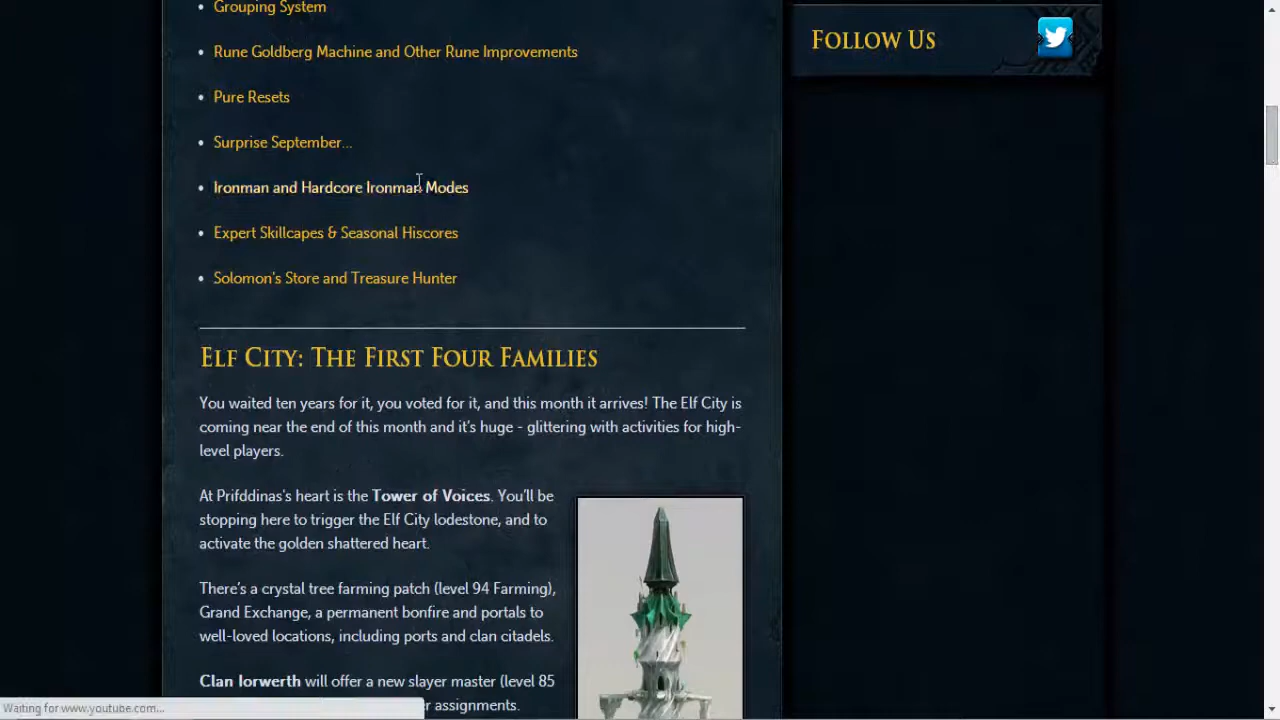 Grouping System
Rune Goldberg Machine and Other Rune Improvements
Pure Resets
Surprise September...
Ironman and Hardcore Ironman Modes
Expert Skillcapes & Seasonal Hiscores
Solomon's Store and Treasure Hunter
Follow Us
Elf City: The First Four Families
You waited ten years for it, you voted for it, and this month it arrives! The Elf City is
coming near the end of this month and it's huge - glittering with activities for high-
level players.
At Prifddinas's heart is the Tower of Voices. You'll be
stopping here to trigger the Elf City lodestone, and to
activate the golden shattered heart.
There's a crystal tree farming patch (level 94 Farming),
Grand Exchange, a permanent bonfire and portals to
well-loved locations, including ports and clan citadels.
Clan Iorwerth will offer a new slayer master (level 85
assignments.
Waiting for www.youtube.com...